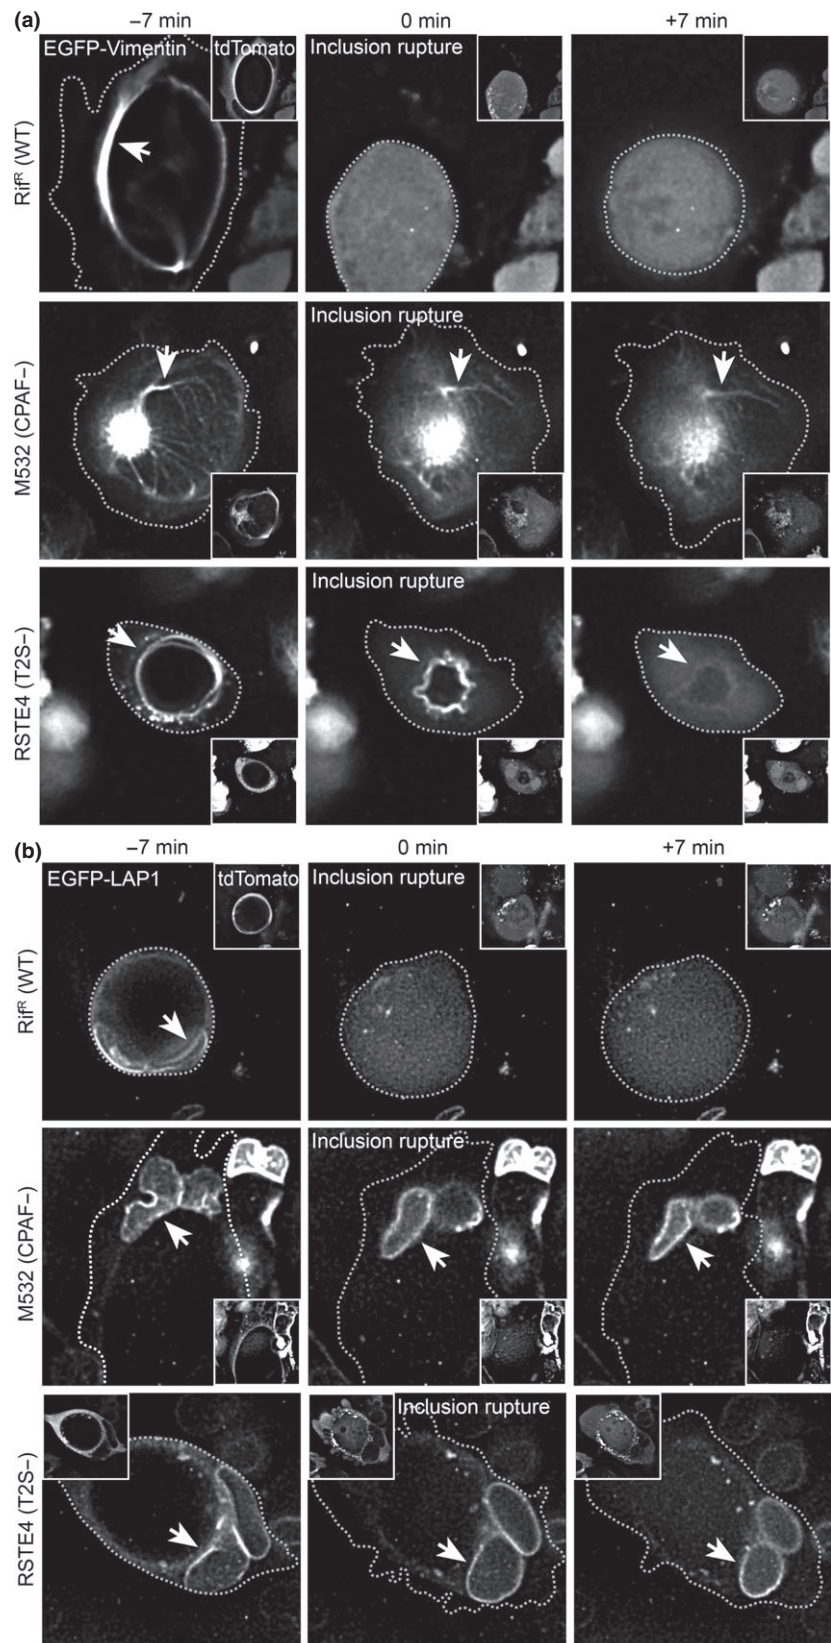 (a)
–7 min 0 min +7 min
Rifᴿ (WT)
EGFP-Vimentin tdTomato Inclusion rupture
M532 (CPAF–)
Inclusion rupture
RSTE4 (T2S–)
Inclusion rupture
(b)
–7 min 0 min +7 min
Rifᴿ (WT)
EGFP-LAP1 tdTomato Inclusion rupture
M532 (CPAF–)
Inclusion rupture
RSTE4 (T2S–)
Inclusion rupture